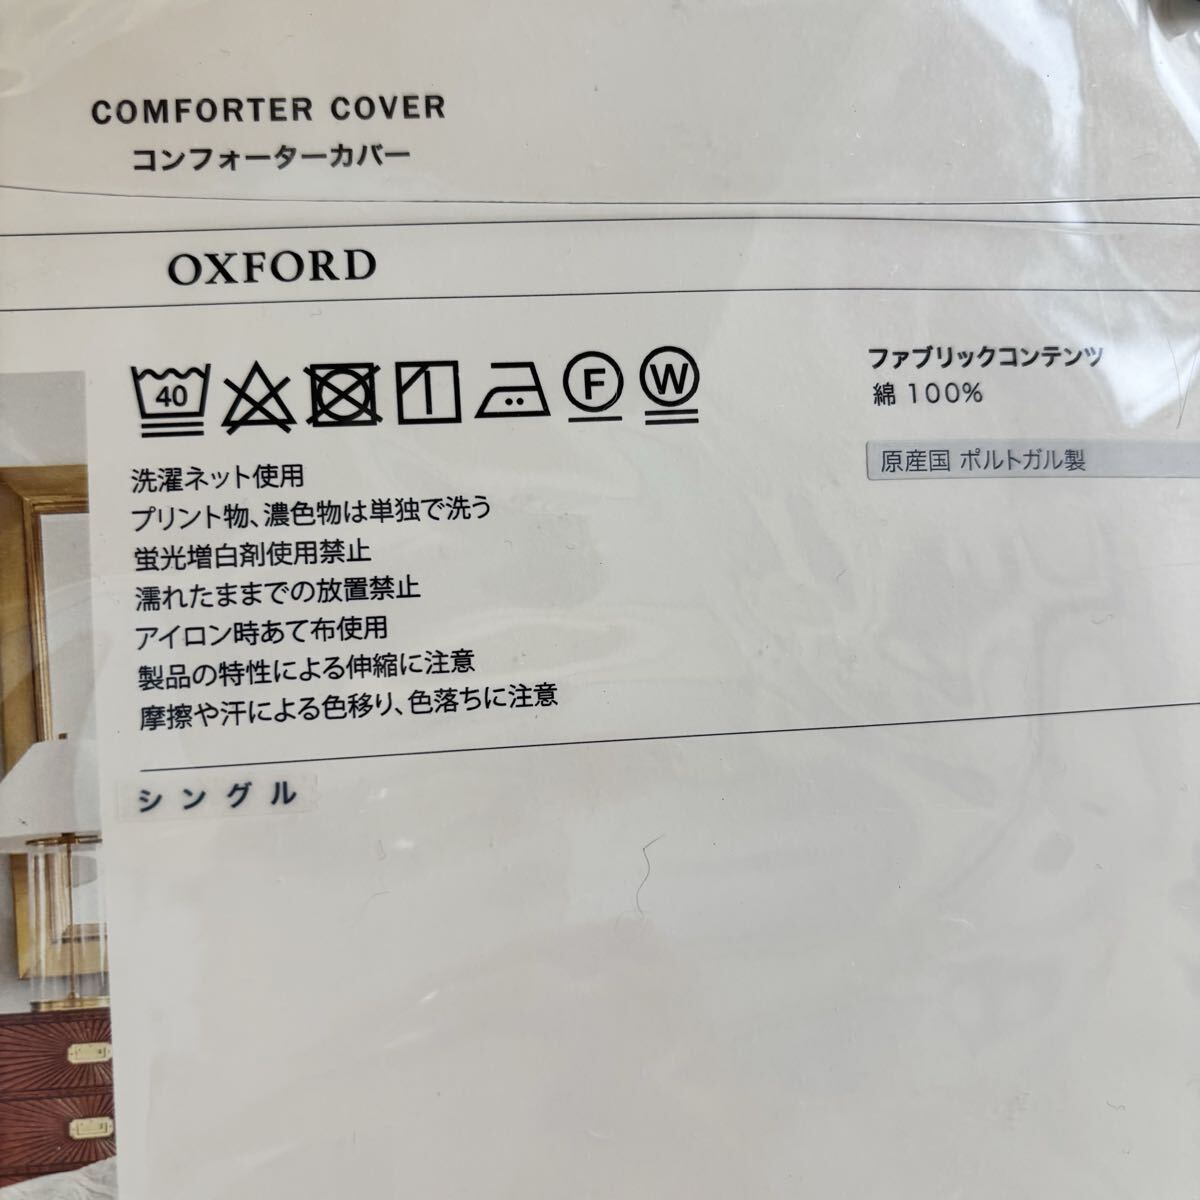 COMFORTER COVER
コンフォーターカバー
OXFORD
40 F W
ファブリックコンテンツ
綿 100%
原産国 ポルトガル製
洗濯ネット使用
プリント物、濃色物は単独で洗う
蛍光増白剤使用禁止
濡れたままでの放置禁止
アイロン時あて布使用
製品の特性による伸縮に注意
摩擦や汗による色移り、色落ちに注意
シングル